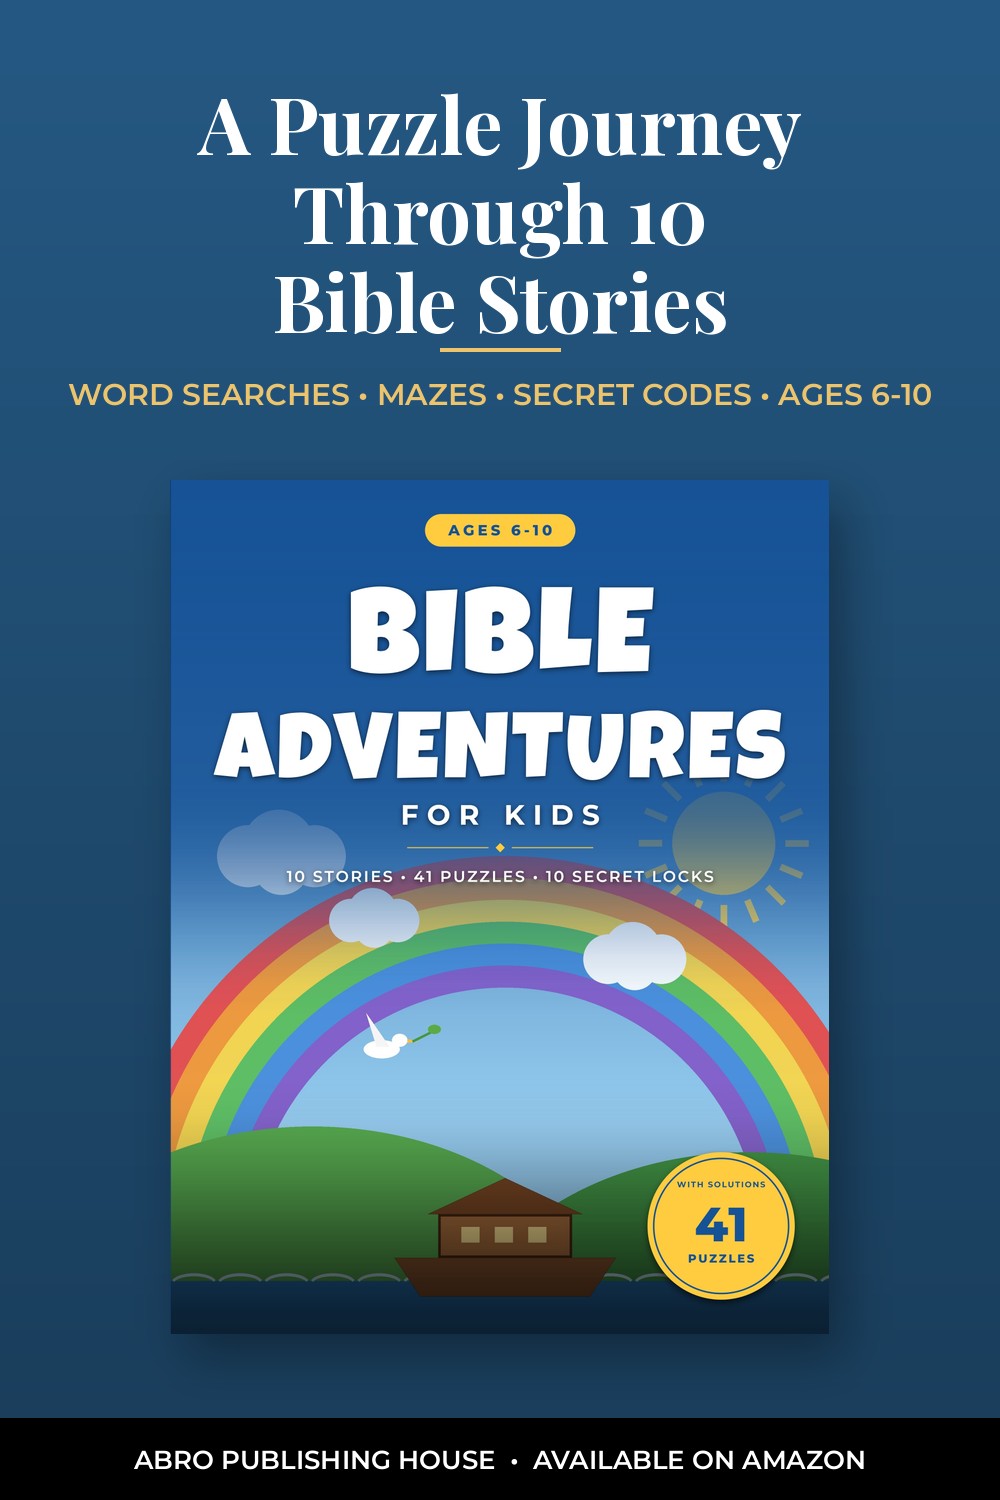 A Puzzle Journey
Through 10
Bible Stories
WORD SEARCHES • MAZES • SECRET CODES • AGES 6-10
AGES 6-10
BIBLE
ADVENTURES
FOR KIDS
10 STORIES • 41 PUZZLES • 10 SECRET LOCKS
WITH SOLUTIONS
41
PUZZLES
ABRO PUBLISHING HOUSE • AVAILABLE ON AMAZON